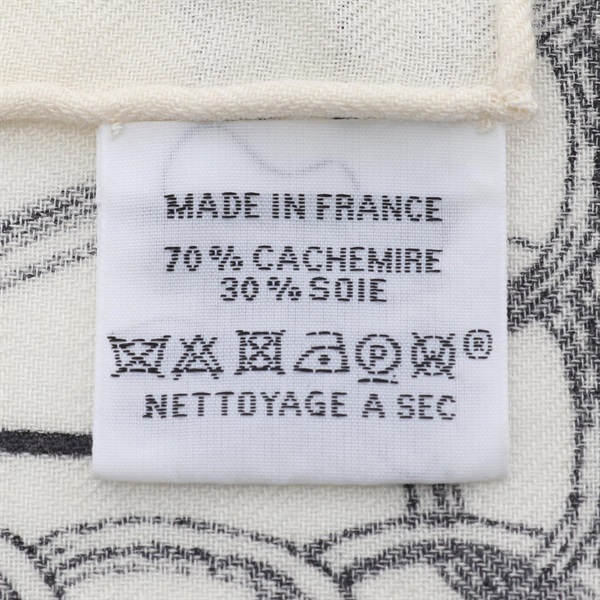 MADE IN FRANCE
70 % CACHEMIRE
30 % SOIE
P ®
NETTOYAGE A SEC